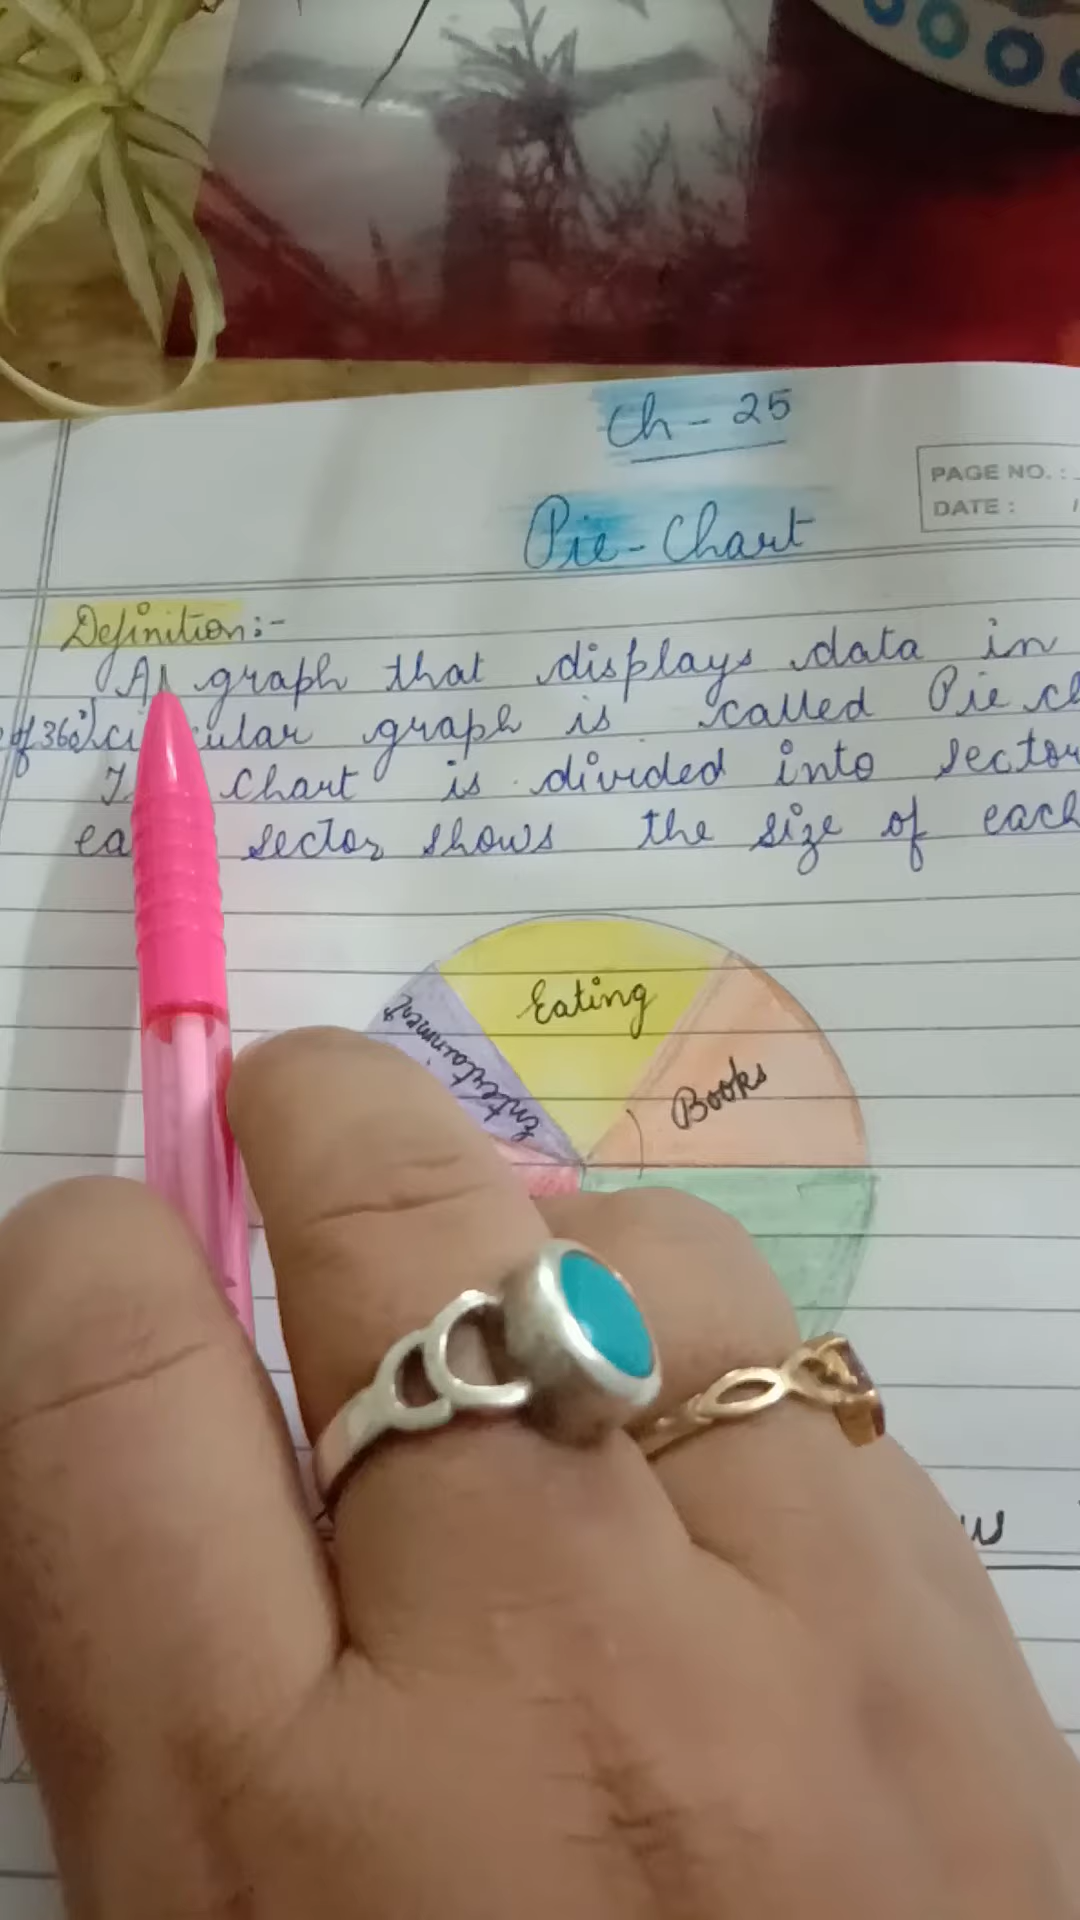 Ch - 25
PAGE NO. :
DATE :
Pie - Chart
Definition :-
A graph that displays data in
of 360°) graph is called Pie
Chart is divided into sector
sector shows the size of each
Eating
Entertainment
Books